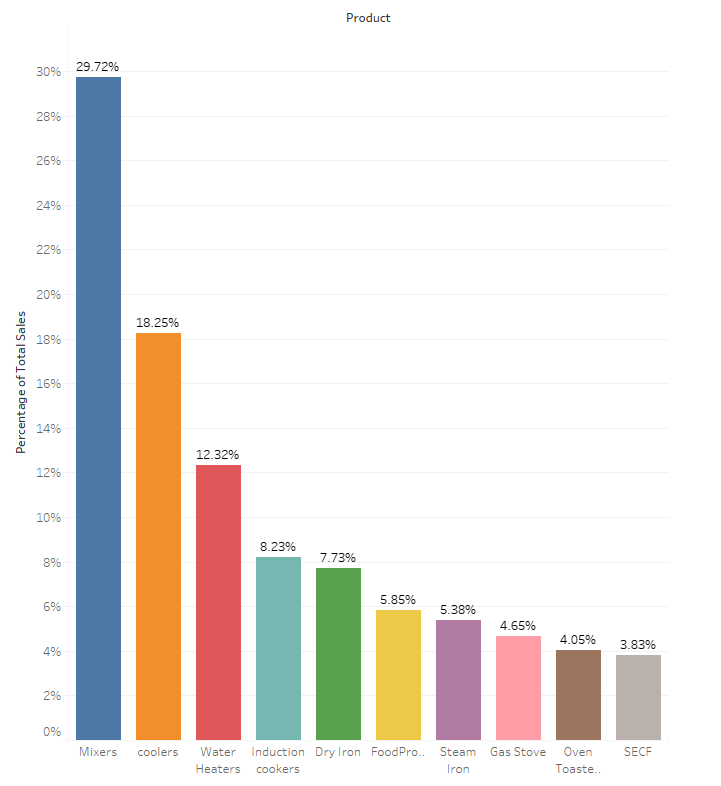 Product
Percentage of Total Sales
30%
28%
26%
24%
22%
20%
18%
16%
14%
12%
10%
8%
6%
4%
2%
0%
29.72%
18.25%
12.32%
8.23%
7.73%
5.85%
5.38%
4.65%
4.05%
3.83%
Mixers
coolers
Water
Heaters
Induction
cookers
Dry Iron
FoodPro..
Steam
Iron
Gas Stove
Oven
Toaste..
SECF